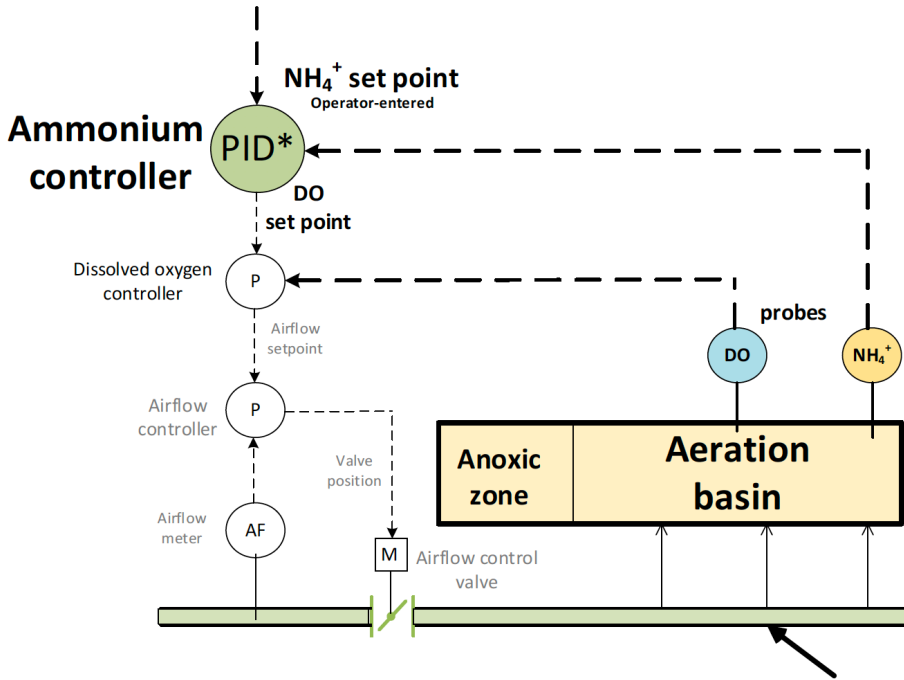 NH₄⁺ set point
Operator-entered
Ammonium
controller
PID*
DO
set point
Dissolved oxygen
controller
P
Airflow
setpoint
probes
DO
NH₄⁺
Airflow
controller
P
Valve
position
Anoxic
zone
Aeration
basin
Airflow
meter
AF
M
Airflow control
valve